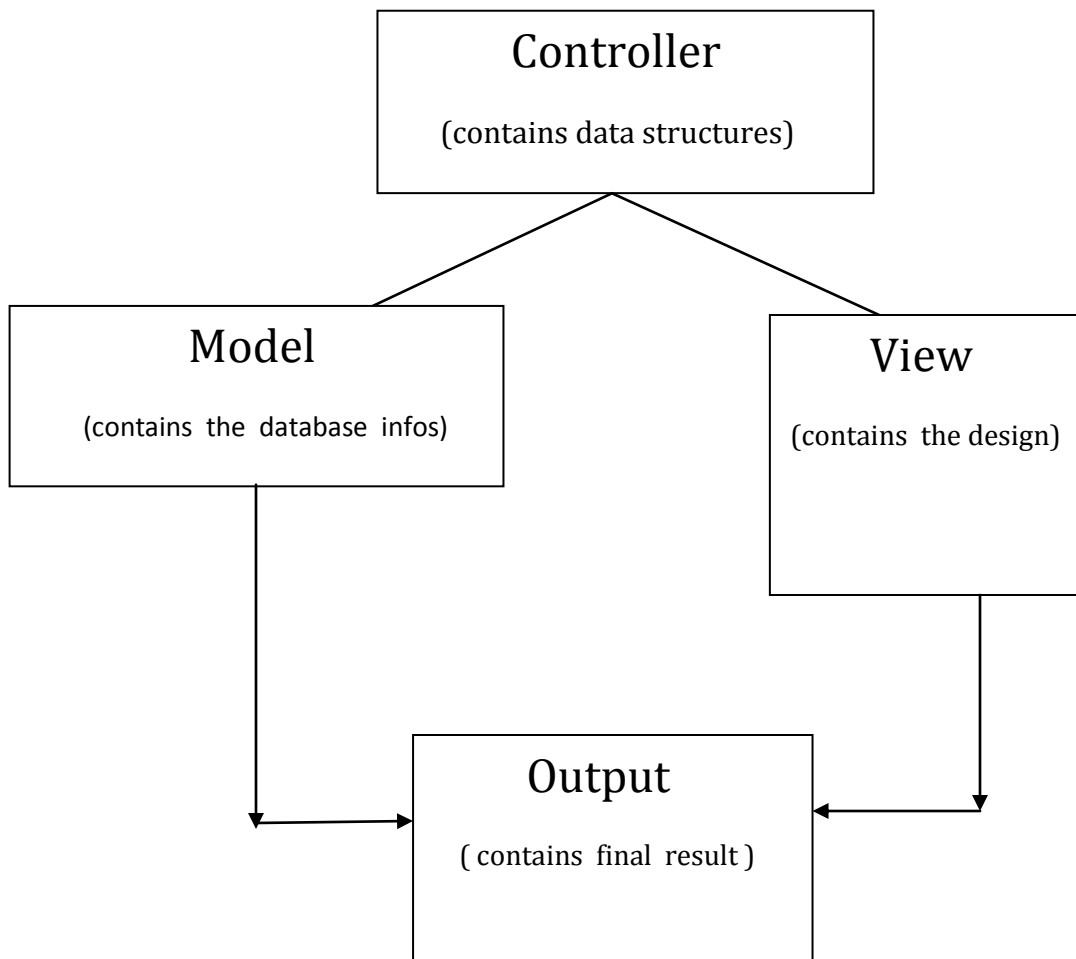 Controller
(contains data structures)
Model
(contains the database infos)
View
(contains the design)
Output
( contains final result )